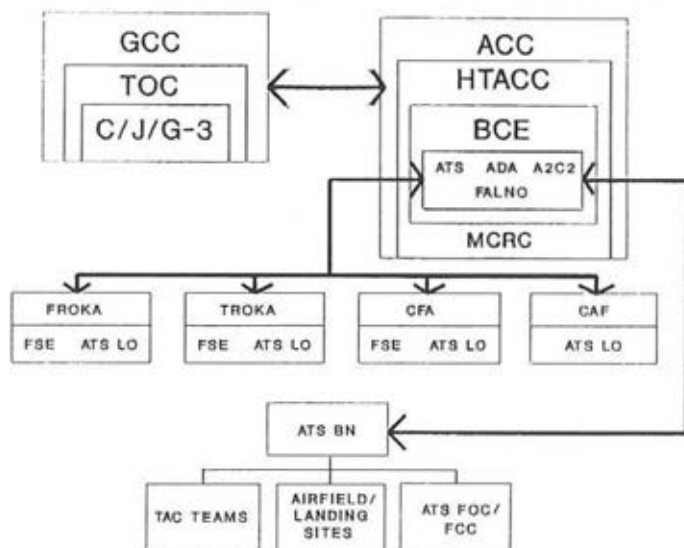 GCC
TOC
C/J/G-3
ACC
HTACC
BCE
ATS ADA A2C2
FALNO
MCRC
FROKA
FSE ATS LO
TROKA
FSE ATS LO
CFA
FSE ATS LO
CAF
ATS LO
ATS BN
TAC TEAMS
AIRFIELD/
LANDING
SITES
ATS FOC/
FCC